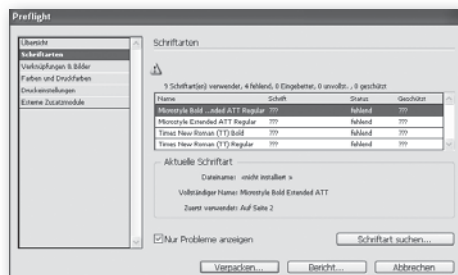 Preflight
Übersicht
Schriftarten
Verknüpfungen & Bilder
Farben und Druckfarben
Druckeinstellungen
Externe Zusatzmodule
Schriftarten
9 Schriftart(en) verwendet, 4 fehlend, 0 Eingebettet, 0 unvollst. , 0 geschützt
Name Schrift Status Geschützt
Microstyle Bold ...nded ATT Regular ??? fehlend ???
Microstyle Extended ATT Regular ??? fehlend ???
Times New Roman (TT) Bold ??? fehlend ???
Times New Roman (TT) Regular ??? fehlend ???
Aktuelle Schriftart
Dateiname: <nicht installiert >
Vollständiger Name: Microstyle Bold Extended ATT
Zuerst verwendet: Auf Seite 2
Nur Probleme anzeigen
Schriftart suchen...
Verpacken...
Bericht...
Abbrechen